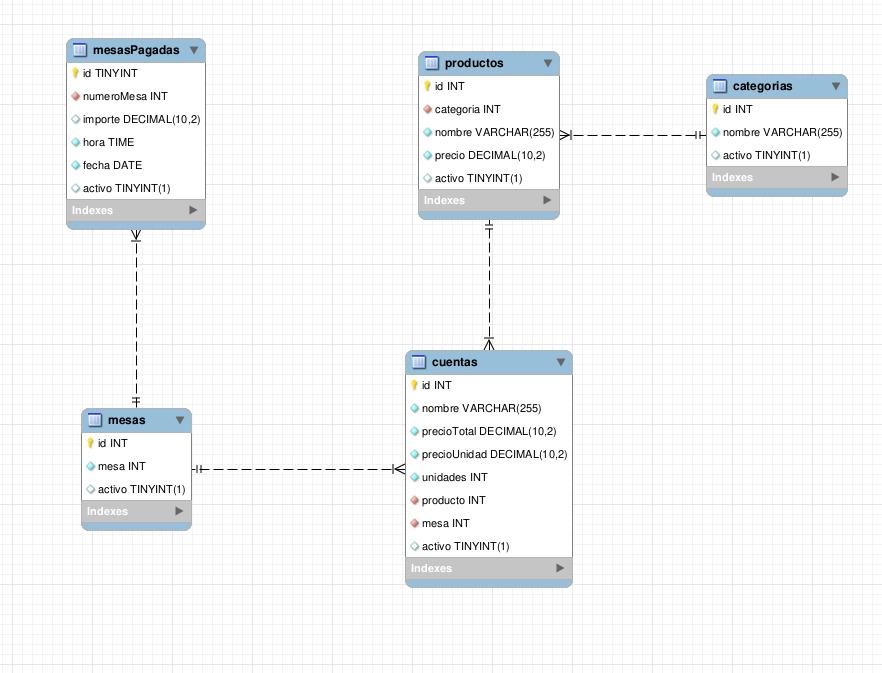 mesasPagadas
id TINYINT
numeroMesa INT
importe DECIMAL(10,2)
hora TIME
fecha DATE
activo TINYINT(1)
Indexes
productos
id INT
categoria INT
nombre VARCHAR(255)
precio DECIMAL(10,2)
activo TINYINT(1)
Indexes
categorias
id INT
nombre VARCHAR(255)
activo TINYINT(1)
Indexes
mesas
id INT
mesa INT
activo TINYINT(1)
Indexes
cuentas
id INT
nombre VARCHAR(255)
precioTotal DECIMAL(10,2)
precioUnidad DECIMAL(10,2)
unidades INT
producto INT
mesa INT
activo TINYINT(1)
Indexes